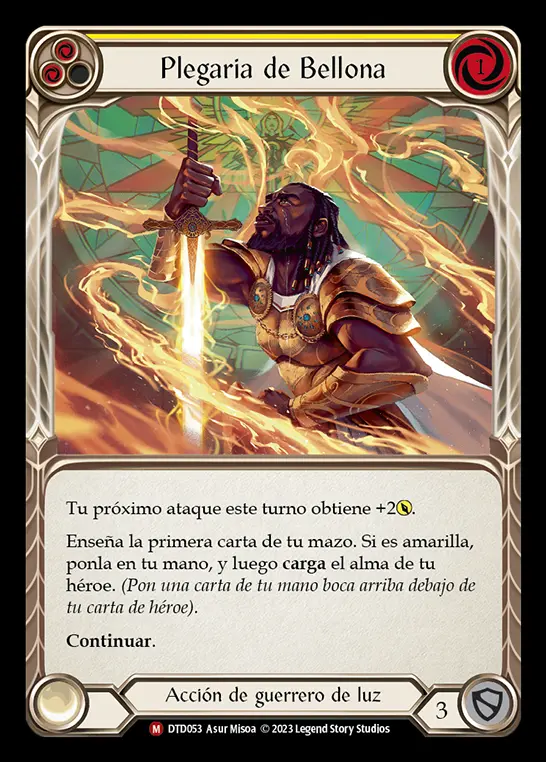 Plegaria de Bellona
1
Tu próximo ataque este turno obtiene +2.
Enseña la primera carta de tu mazo. Si es amarilla,
ponla en tu mano, y luego carga el alma de tu
héroe. (Pon una carta de tu mano boca arriba debajo de
tu carta de héroe).
Continuar.
Acción de guerrero de luz
3
M DTD053 Asur Misoa © 2023 Legend Story Studios